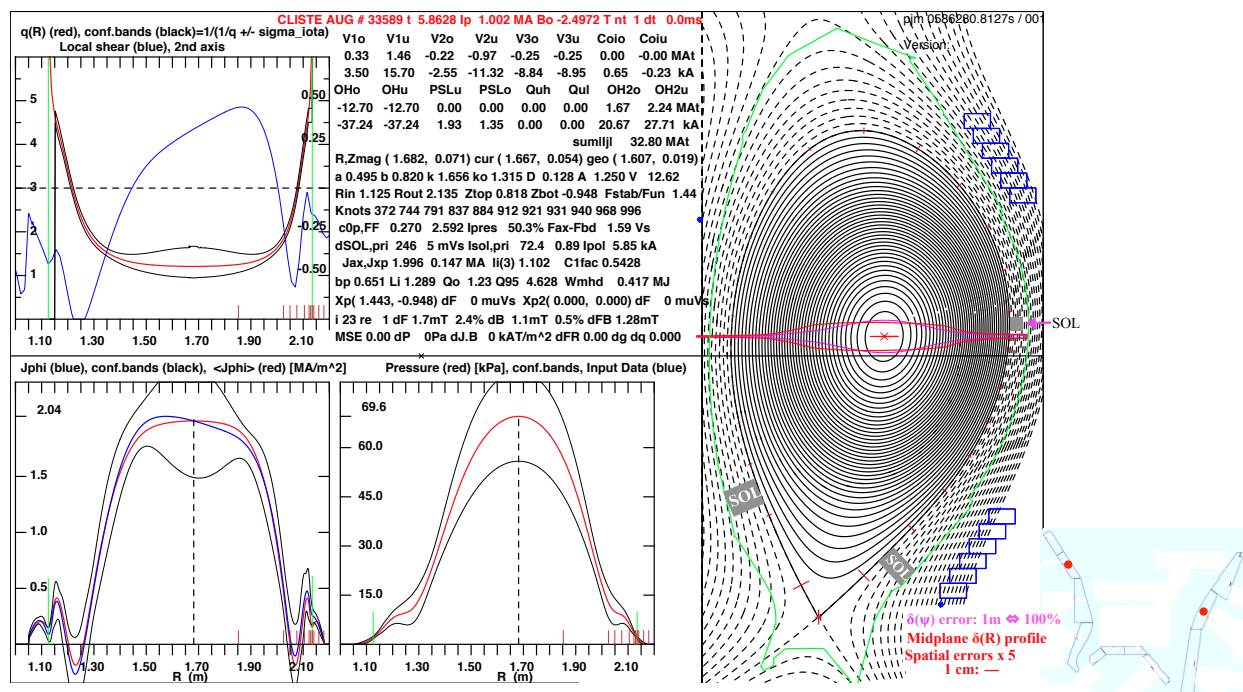 CLISTE AUG # 33589 t 5.8628 Ip 1.002 MA Bo -2.4972 T nt 1 dt 0.0ms
pjm 0586280.8127s / 001
Version:
q(R) (red), conf.bands (black)=1/(1/q +/- sigma_iota)
Local shear (blue), 2nd axis
5
4
3
2
1
0.50
0.25
-0.25
-0.50
1.10 1.30 1.50 1.70 1.90 2.10
V1o V1u V2o V2u V3o V3u Coio Coiu
0.33 1.46 -0.22 -0.97 -0.25 -0.25 0.00 -0.00 MAt
3.50 15.70 -2.55 -11.32 -8.84 -8.95 0.65 -0.23 kA
OHo OHu PSLu PSLo Quh Qul OH2o OH2u
-12.70 -12.70 0.00 0.00 0.00 0.00 1.67 2.24 MAt
-37.24 -37.24 1.93 1.35 0.00 0.00 20.67 27.71 kA
sumIIjI 32.80 MAt
R,Zmag ( 1.682, 0.071) cur ( 1.667, 0.054) geo ( 1.607, 0.019)
a 0.495 b 0.820 k 1.656 ko 1.315 D 0.128 A 1.250 V 12.62
Rin 1.125 Rout 2.135 Ztop 0.818 Zbot -0.948 Fstab/Fun 1.44
Knots 372 744 791 837 884 912 921 931 940 968 996
c0p,FF 0.270 2.592 Ipres 50.3% Fax-Fbd 1.59 Vs
dSOL,pri 246 5 mVs Isol,pri 72.4 0.89 Ipol 5.85 kA
Jax,Jxp 1.996 0.147 MA li(3) 1.102 C1fac 0.5428
bp 0.651 Li 1.289 Qo 1.23 Q95 4.628 Wmhd 0.417 MJ
Xp( 1.443, -0.948) dF 0 muVs Xp2( 0.000, 0.000) dF 0 muVs
i 23 re 1 dF 1.7mT 2.4% dB 1.1mT 0.5% dFB 1.28mT
MSE 0.00 dP 0Pa dJ.B 0 kAT/m^2 dFR 0.00 dg dq 0.000
Jphi (blue), conf.bands (black), <Jphi> (red) [MA/m^2]
2.04
1.5
1.0
0.5
1.10 1.30 1.50 1.70 1.90 2.10
R (m)
Pressure (red) [kPa], conf.bands, Input Data (blue)
69.6
60.0
45.0
30.0
15.0
1.10 1.30 1.50 1.70 1.90 2.10
R (m)
SOL
SOL
SOL
δ(ψ) error: 1m ⇔ 100%
Midplane δ(R) profile
Spatial errors x 5
1 cm: —